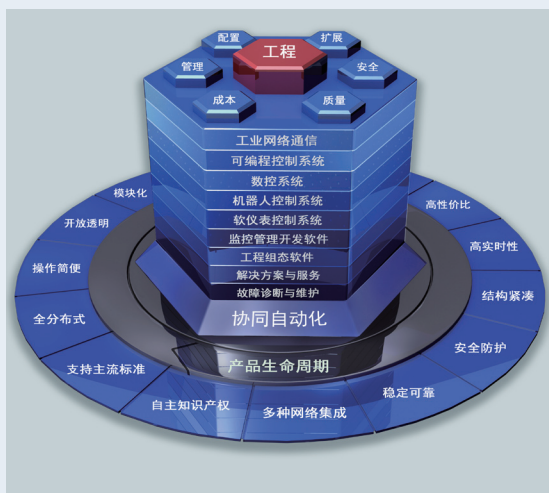 配置
扩展
工程
管理
安全
成本
质量
工业网络通信
可编程控制系统
数控系统
机器人控制系统
软仪表控制系统
监控管理开发软件
工程组态软件
解决方案与服务
故障诊断与维护
协同自动化
产品生命周期
模块化
开放透明
操作简便
全分布式
支持主流标准
自主知识产权
多种网络集成
稳定可靠
安全防护
结构紧凑
高实时性
高性价比